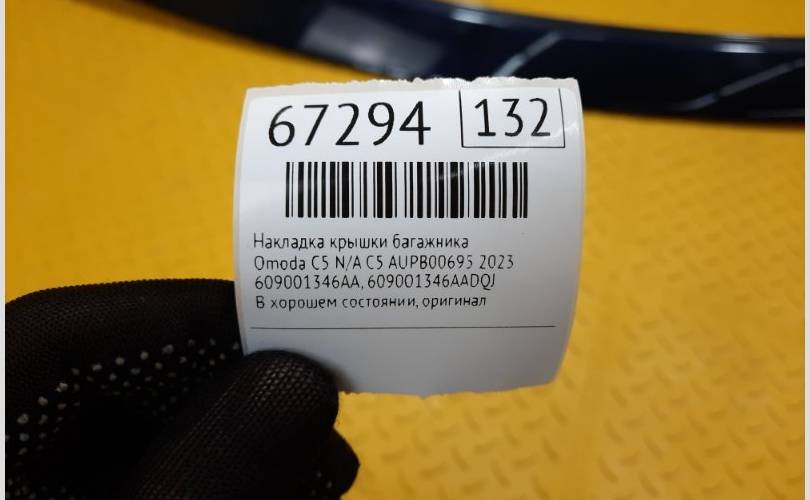 67294 132
Накладка крышки багажника
Omoda C5 N/A C5 AUPB00695 2023
609001346AA, 609001346AADQJ
В хорошем состоянии, оригинал